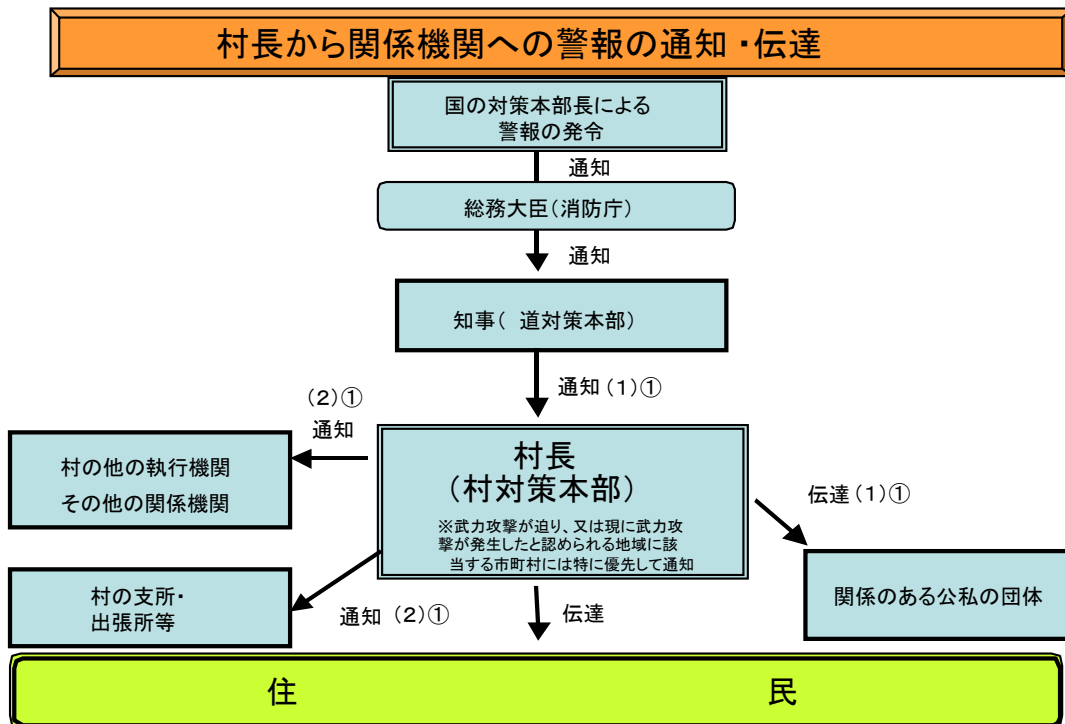 村長から関係機関への警報の通知・伝達
国の対策本部長による
警報の発令
通知
総務大臣(消防庁)
通知
知事( 道対策本部)
通知(1)①
(2)①
通知
村の他の執行機関
その他の関係機関
村長
(村対策本部)
※武力攻撃が迫り、又は現に武力攻
撃が発生したと認められる地域に該
当する市町村には特に優先して通知
伝達(1)①
関係のある公私の団体
村の支所・
出張所等
通知 (2)①
伝達
住 民